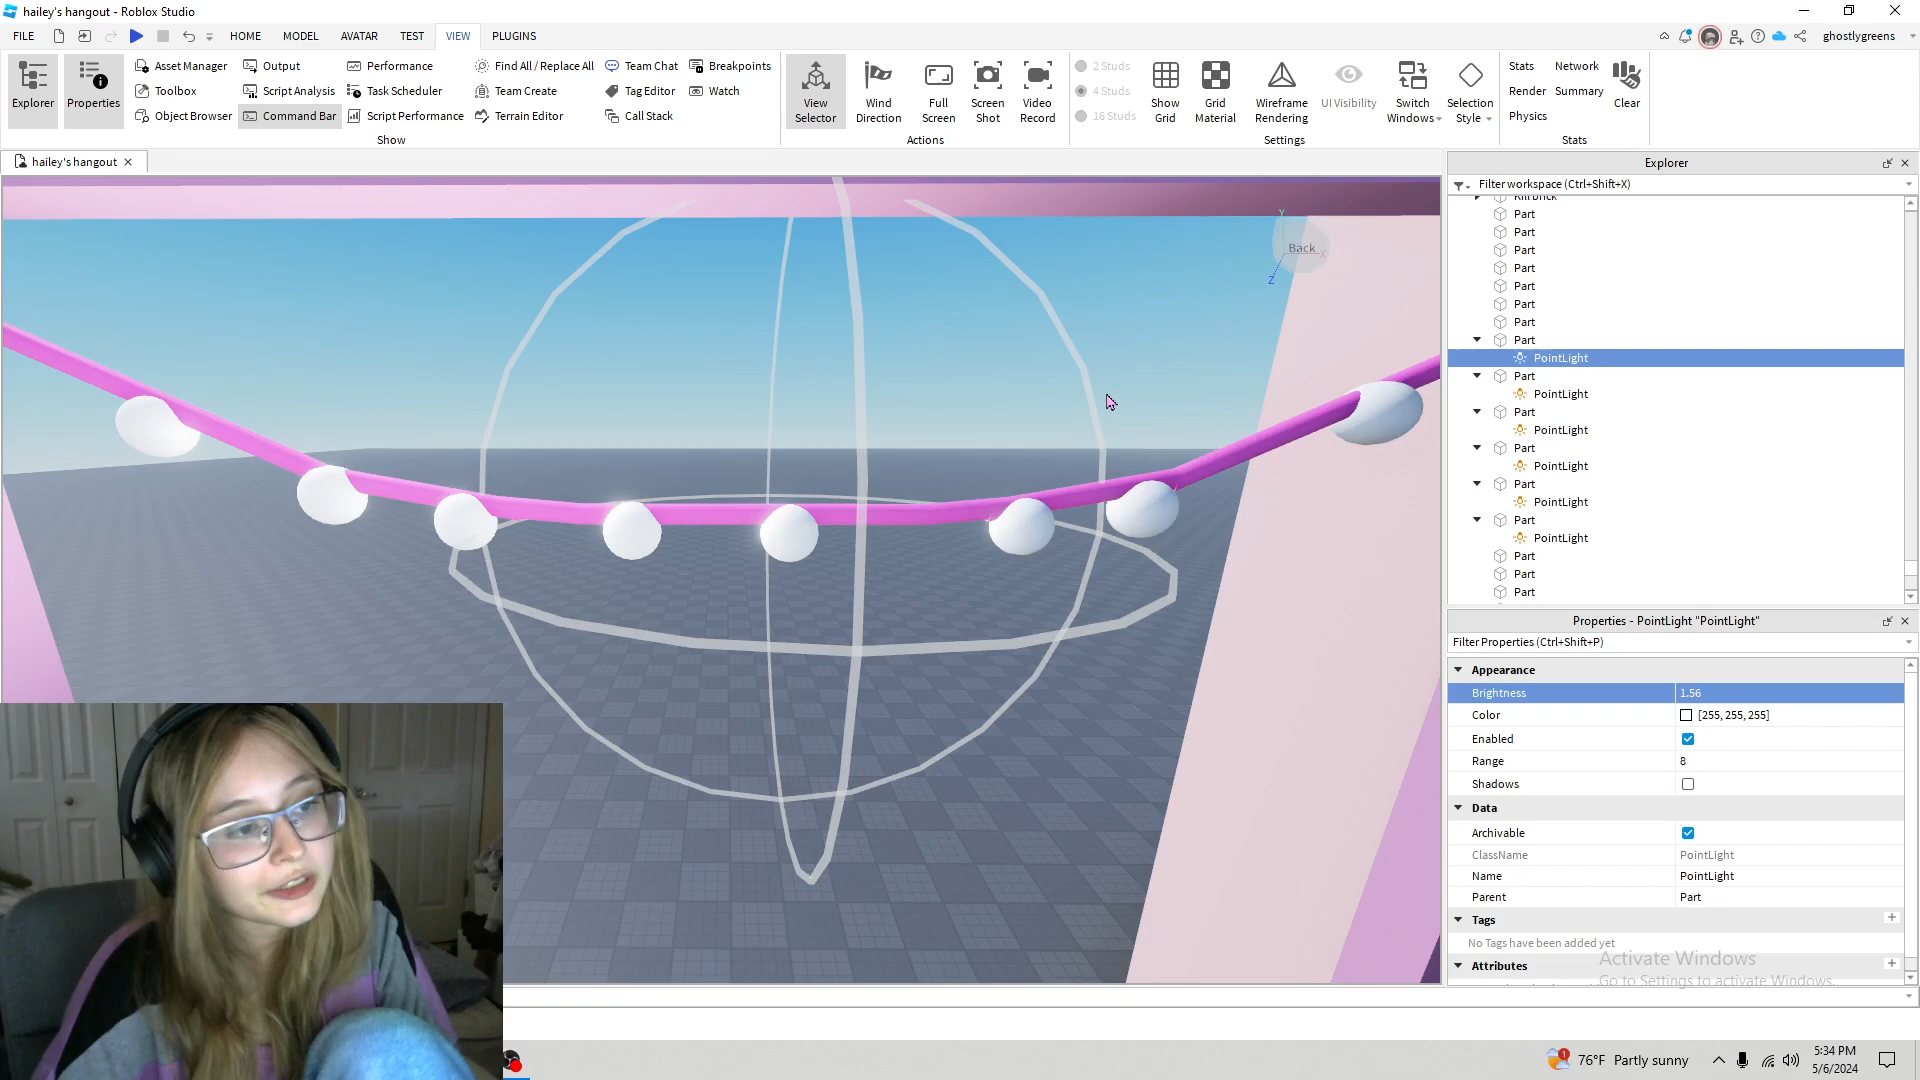 hailey's hangout - Roblox Studio
FILE HOME MODEL AVATAR TEST VIEW PLUGINS ghostlygreens
Explorer
Properties
Asset Manager
Toolbox
Object Browser
Output
Script Analysis
Command Bar
Performance
Task Scheduler
Script Performance
Find All / Replace All
Team Create
Terrain Editor
Team Chat
Tag Editor
Call Stack
Breakpoints
Watch
Show
View
Selector
Wind
Direction
Full
Screen
Screen
Shot
Video
Record
Actions
2 Studs
4 Studs
16 Studs
Show
Grid
Grid
Material
Wireframe
Rendering
UI Visibility
Switch
Windows
Selection
Style
Settings
Stats
Render
Physics
Network
Summary
Clear
Stats
hailey's hangout
Y
Back
X
Z
Explorer
Filter workspace (Ctrl+Shift+X)
Kill brick
Part
Part
Part
Part
Part
Part
Part
Part
PointLight
Part
PointLight
Part
PointLight
Part
PointLight
Part
PointLight
Part
PointLight
Part
Part
Part
Properties - PointLight "PointLight"
Filter Properties (Ctrl+Shift+P)
Appearance
Brightness 1.56
Color [255, 255, 255]
Enabled
Range 8
Shadows
Data
Archivable
ClassName PointLight
Name PointLight
Parent Part
Tags
No Tags have been added yet
Attributes
Activate Windows
Go to Settings to activate Windows.
1
76°F Partly sunny
5:34 PM
5/6/2024